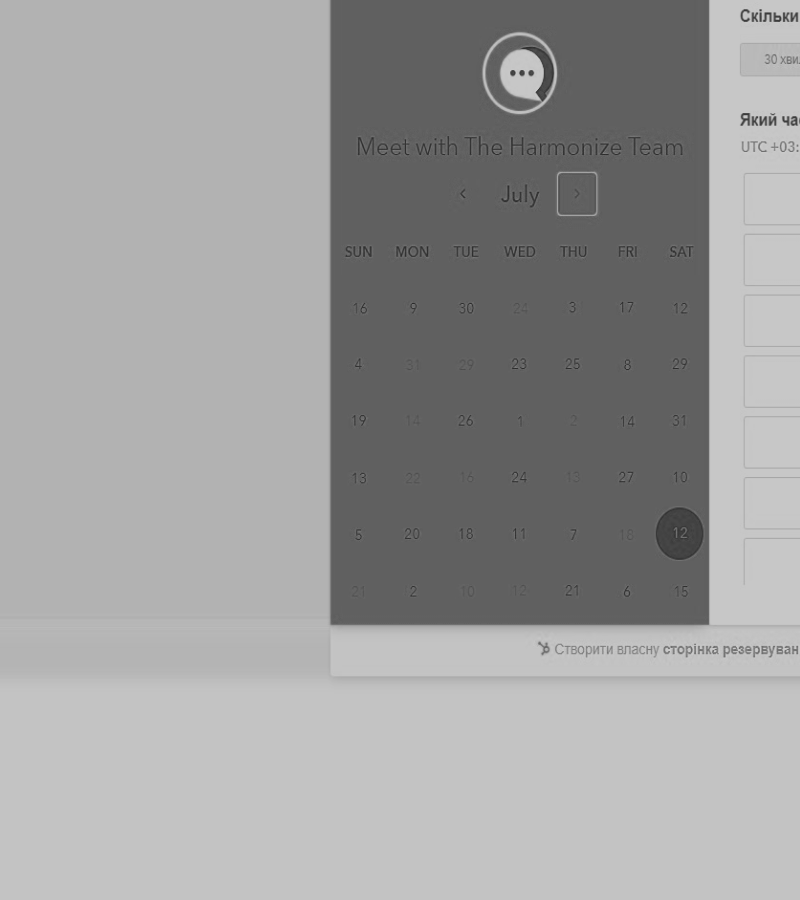 Скільки
30 хви
Meet with The Harmonize Team
Який
UTC +03:
July
SUN MON TUE WED THU FRI SAT
16 9 30 24 3 17 12
4 31 29 23 25 8 29
19 14 26 1 2 14 31
13 22 16 24 13 27 10
5 20 18 11 7 18 12
21 2 10 12 21 6 15
Створити власну сторінка резервуван